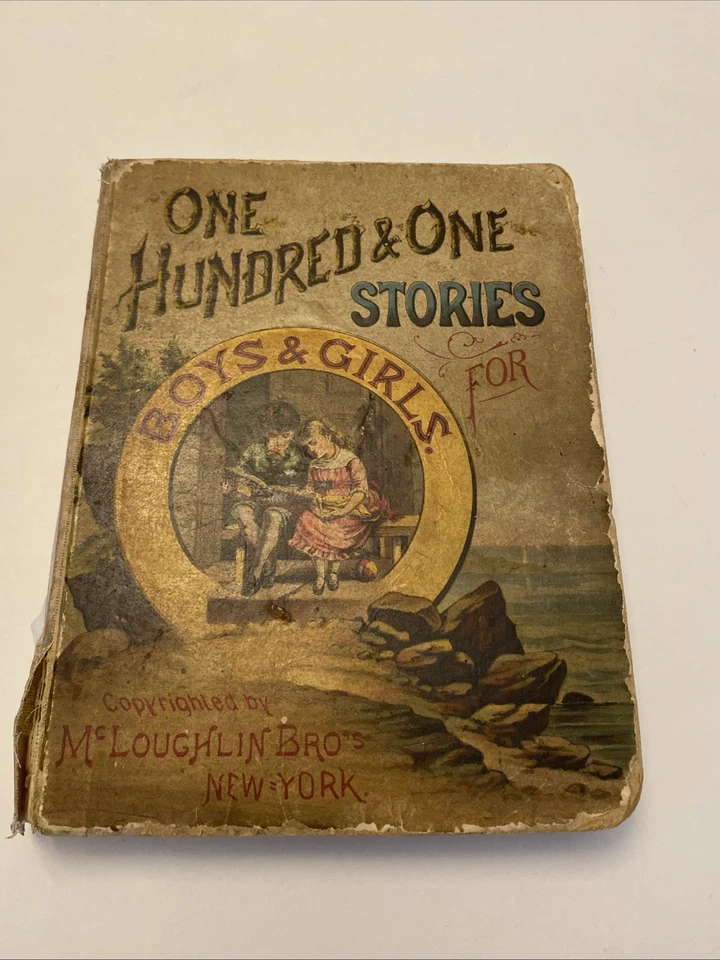 ONE
HUNDRED & ONE
STORIES
FOR
BOYS & GIRLS.
Copyrighted by
McLOUGHLIN BRO'S
NEW=YORK.